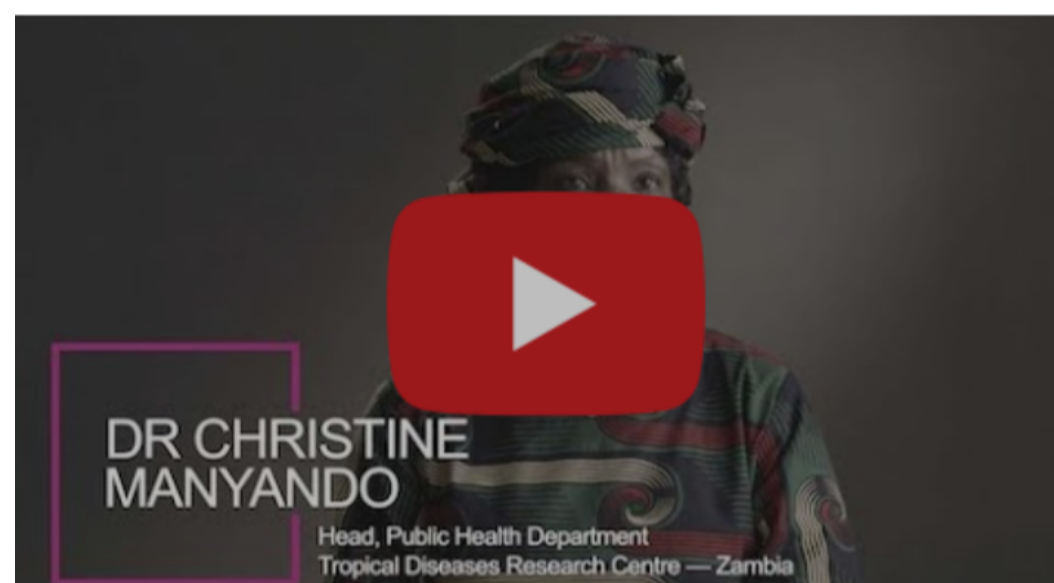 DR CHRISTINE
MANYANDO
Head, Public Health Department
Tropical Diseases Research Centre — Zambia